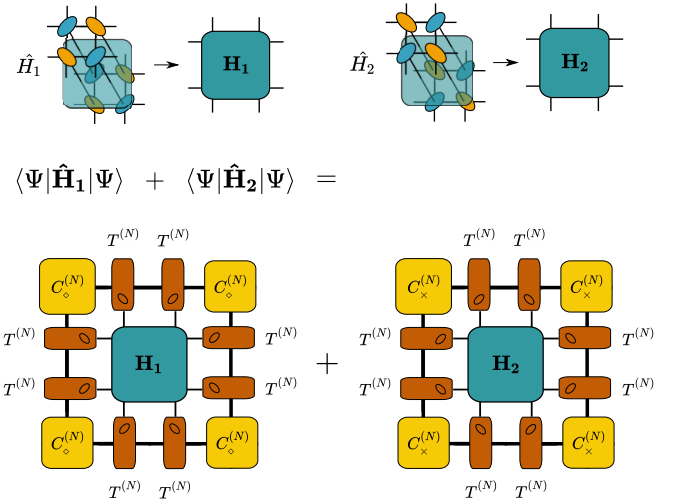 Ĥ₁ → H₁ Ĥ₂ → H₂
⟨Ψ|Ĥ₁|Ψ⟩ + ⟨Ψ|Ĥ₂|Ψ⟩ =
T⁽ᴺ⁾ T⁽ᴺ⁾ T⁽ᴺ⁾ T⁽ᴺ⁾
C⋄⁽ᴺ⁾ C⋄⁽ᴺ⁾ C×⁽ᴺ⁾ C×⁽ᴺ⁾
T⁽ᴺ⁾ T⁽ᴺ⁾ T⁽ᴺ⁾ T⁽ᴺ⁾
H₁ + H₂
T⁽ᴺ⁾ T⁽ᴺ⁾ T⁽ᴺ⁾ T⁽ᴺ⁾
C⋄⁽ᴺ⁾ C⋄⁽ᴺ⁾ C×⁽ᴺ⁾ C×⁽ᴺ⁾
T⁽ᴺ⁾ T⁽ᴺ⁾ T⁽ᴺ⁾ T⁽ᴺ⁾